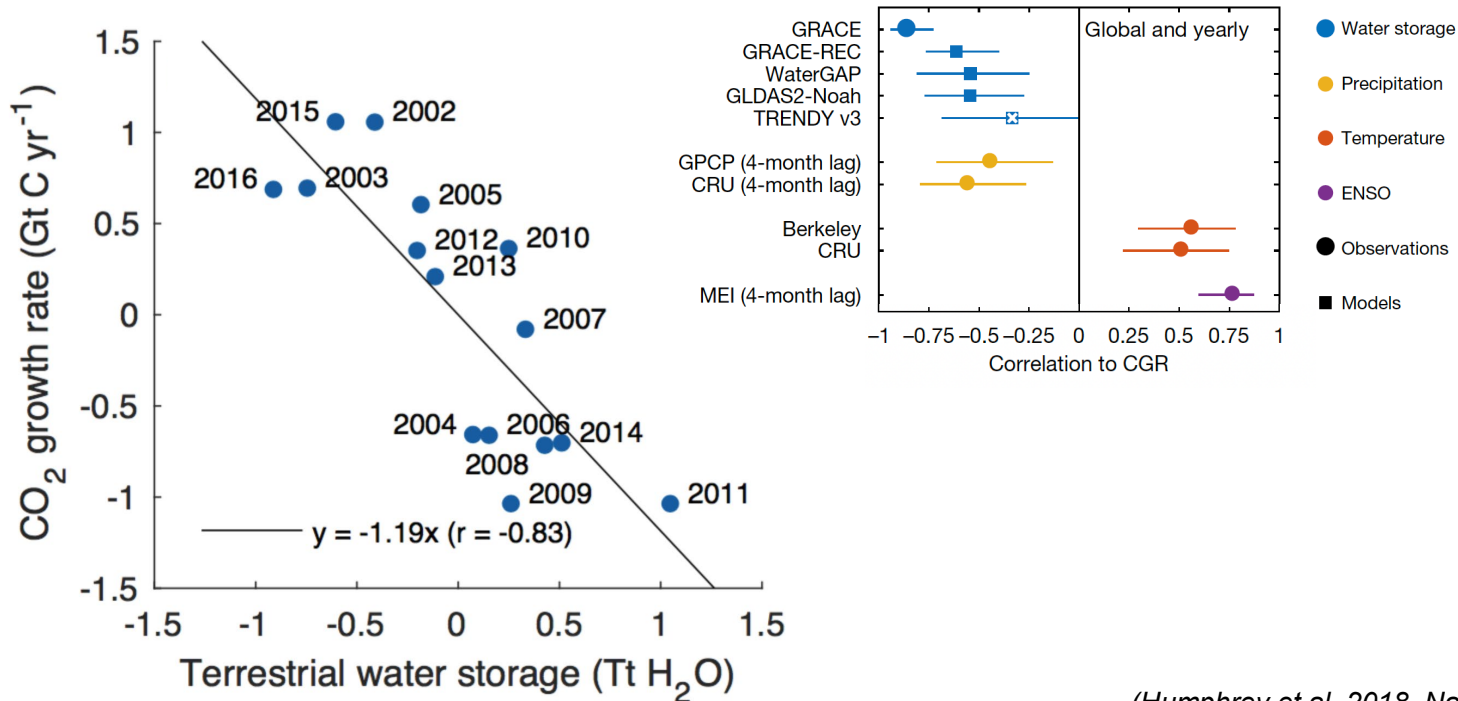 1.5
1
0.5
0
-0.5
-1
-1.5
CO2 growth rate (Gt C yr-1)
2015
2002
2016
2003
2005
2012
2010
2013
2007
2004
2006
2014
2008
2009
2011
y = -1.19x (r = -0.83)
-1.5 -1 -0.5 0 0.5 1 1.5
Terrestrial water storage (Tt H2O)
GRACE
GRACE-REC
WaterGAP
GLDAS2-Noah
TRENDY v3
GPCP (4-month lag)
CRU (4-month lag)
Berkeley
CRU
MEI (4-month lag)
Global and yearly
−1 −0.75 −0.5 −0.25 0 0.25 0.5 0.75 1
Correlation to CGR
Water storage
Precipitation
Temperature
ENSO
Observations
Models
(Humphrey et al. 2018, Na